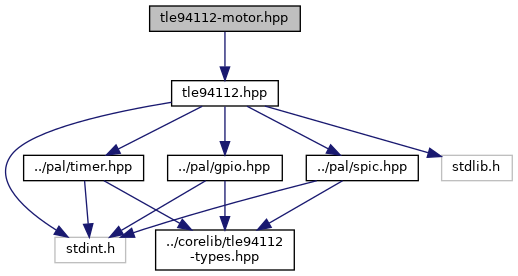 tle94112-motor.hpp
tle94112.hpp
../pal/timer.hpp
../pal/gpio.hpp
../pal/spic.hpp
stdlib.h
stdint.h
../corelib/tle94112
-types.hpp